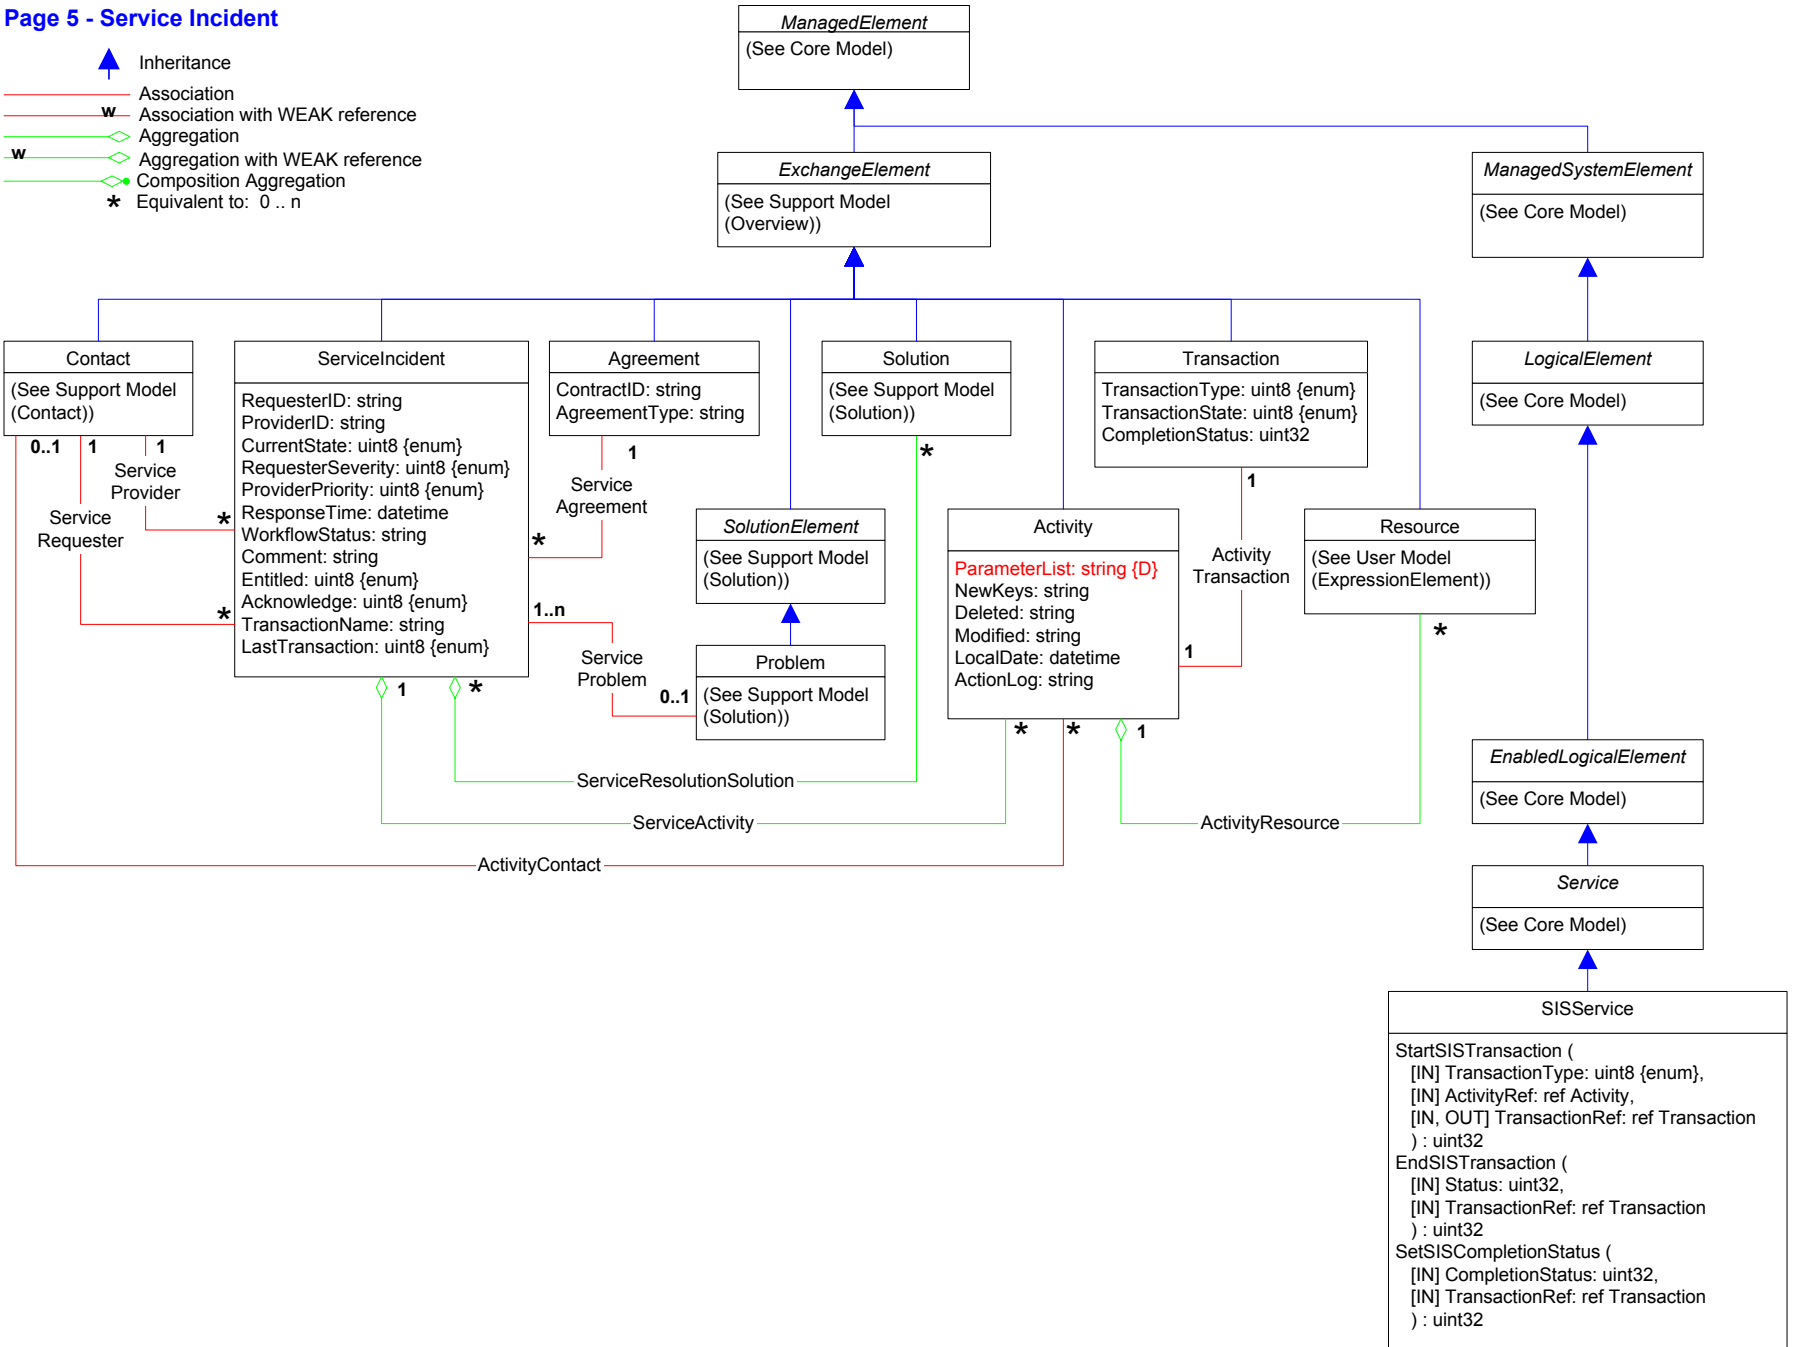 Page 5 - Service Incident
Inheritance
Association
w Association with WEAK reference
Aggregation
w Aggregation with WEAK reference
Composition Aggregation
* Equivalent to: 0 .. n
ManagedElement
(See Core Model)
ExchangeElement
(See Support Model
(Overview))
ManagedSystemElement
(See Core Model)
Contact
(See Support Model
(Contact))
ServiceIncident
RequesterID: string
ProviderID: string
CurrentState: uint8 {enum}
RequesterSeverity: uint8 {enum}
ProviderPriority: uint8 {enum}
ResponseTime: datetime
WorkflowStatus: string
Comment: string
Entitled: uint8 {enum}
Acknowledge: uint8 {enum}
TransactionName: string
LastTransaction: uint8 {enum}
Agreement
ContractID: string
AgreementType: string
Solution
(See Support Model
(Solution))
Transaction
TransactionType: uint8 {enum}
TransactionState: uint8 {enum}
CompletionStatus: uint32
LogicalElement
(See Core Model)
0..1
1
1
Service
Provider
*
Service
Requester
*
1
Service
Agreement
*
*
1
SolutionElement
(See Support Model
(Solution))
Activity
ParameterList: string {D}
NewKeys: string
Deleted: string
Modified: string
LocalDate: datetime
ActionLog: string
Activity
Transaction
1
Resource
(See User Model
(ExpressionElement))
*
1..n
Service
Problem
0..1
Problem
(See Support Model
(Solution))
1
*
*
*
1
ServiceResolutionSolution
ServiceActivity
ActivityResource
ActivityContact
EnabledLogicalElement
(See Core Model)
Service
(See Core Model)
SISService
StartSISTransaction (
[IN] TransactionType: uint8 {enum},
[IN] ActivityRef: ref Activity,
[IN, OUT] TransactionRef: ref Transaction
) : uint32
EndSISTransaction (
[IN] Status: uint32,
[IN] TransactionRef: ref Transaction
) : uint32
SetSISCompletionStatus (
[IN] CompletionStatus: uint32,
[IN] TransactionRef: ref Transaction
) : uint32